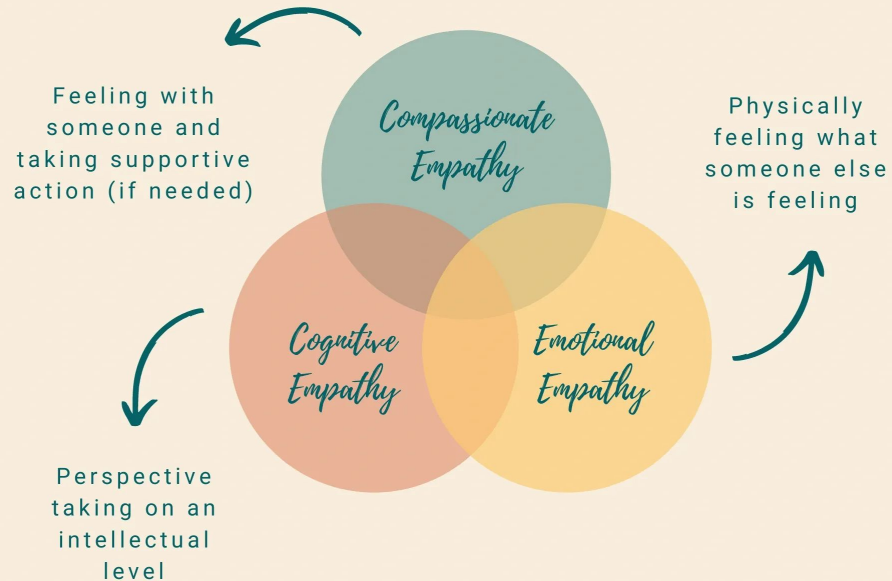 Compassionate
Empathy
Feeling with
someone and
taking supportive
action (if needed)
Physically
feeling what
someone else
is feeling
Cognitive
Empathy
Emotional
Empathy
Perspective
taking on an
intellectual
level